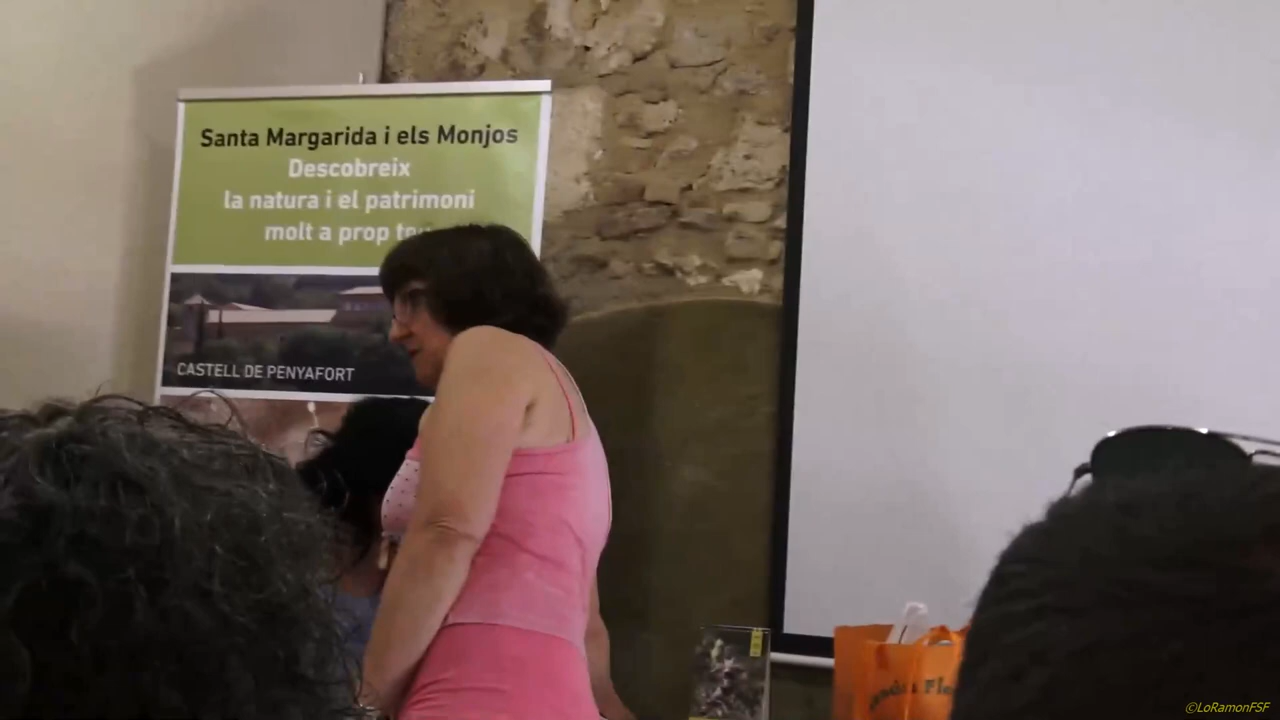 Santa Margarida i els Monjos
Descobreix
la natura i el patrimoni
molt a prop
CASTELL DE PENYAFORT
©LoRamonFSF